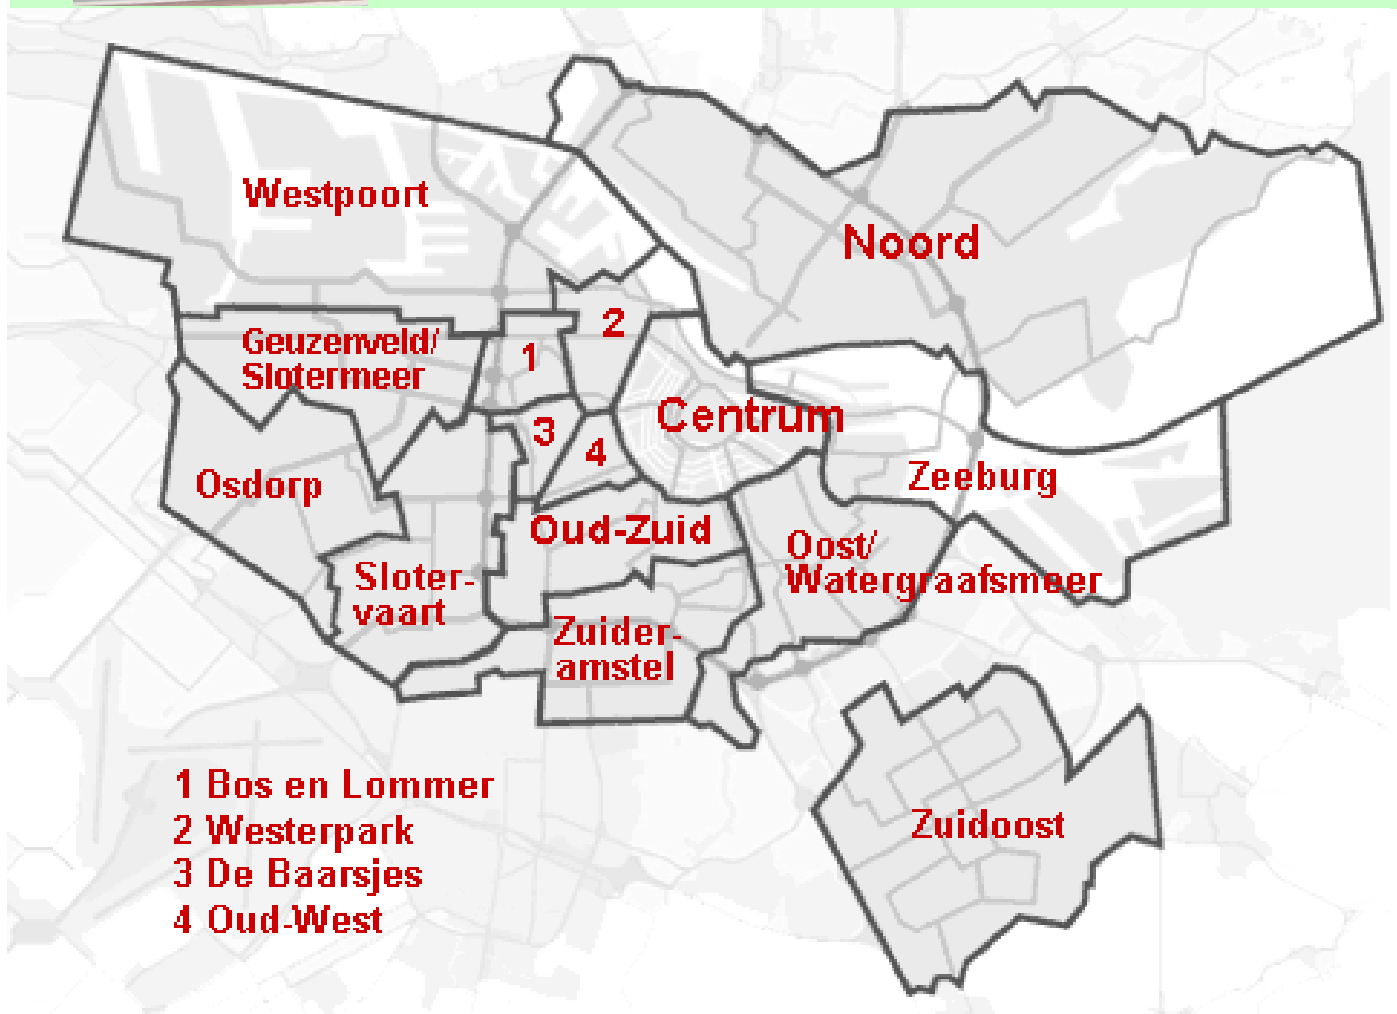 Westpoort
Noord
Geuzenveld/
Slotermeer
1
2
3
4
Centrum
Osdorp
Zeeburg
Oud-Zuid
Oost/
Watergraafsmeer
Sloter-
vaart
Zuider-
amstel
Zuidoost
1 Bos en Lommer
2 Westerpark
3 De Baarsjes
4 Oud-West